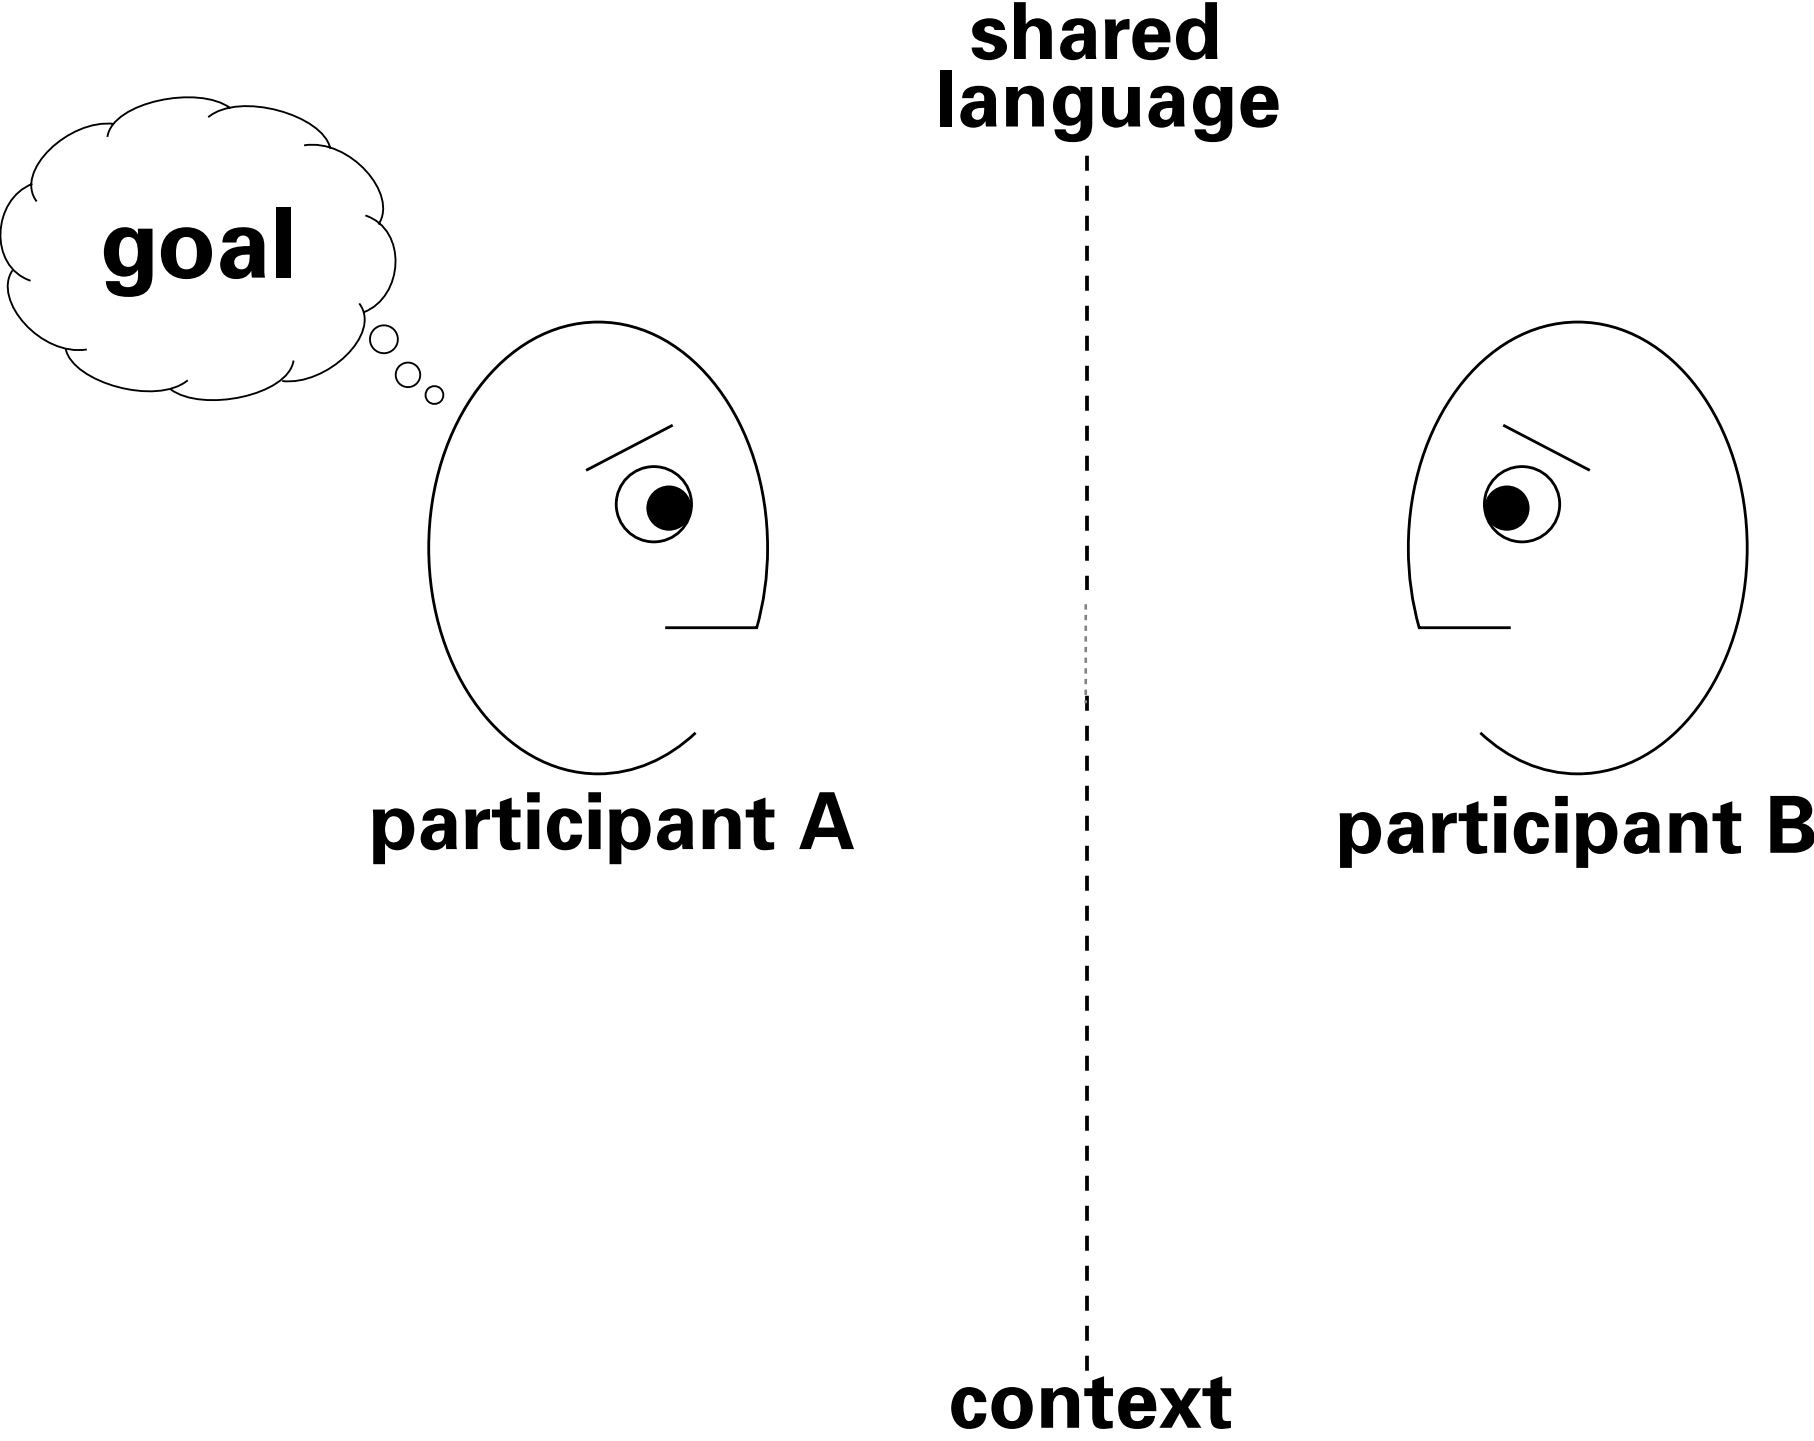 shared
language
goal
participant A
participant B
context